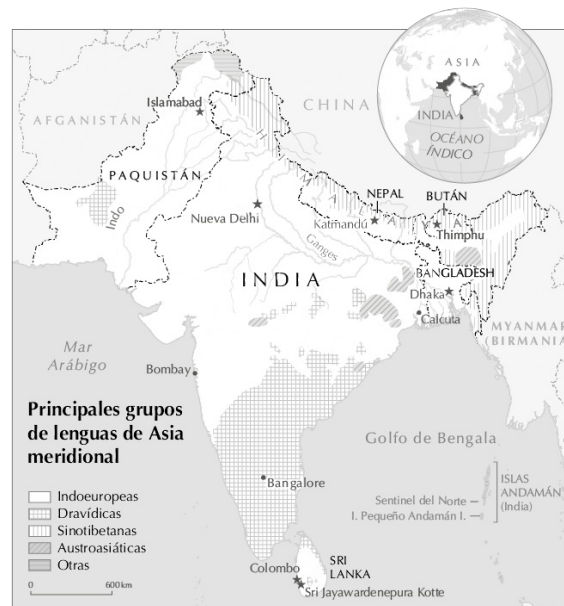 ASIA
INDIA
OCÉANO
ÍNDICO
CHINA
AFGANISTÁN
Islamabad
HIMALAYA
PAQUISTÁN
Indo
Nueva Delhi
NEPAL
Katmandú
BUTÁN
Thimphu
Ganges
INDIA
BANGLADESH
Dhaka
Calcuta
MYANMAR
(BIRMANIA)
Mar
Arábigo
Bombay
Golfo de Bengala
Bangalore
Sentinel del Norte
I. Pequeño Andamán I.
ISLAS
ANDAMÁN
(India)
SRI
LANKA
Colombo
Sri Jayawardenepura Kotte
Principales grupos
de lenguas de Asia
meridional
Indoeuropeas
Dravídicas
Sinotibetanas
Austroasiáticas
Otras
0 600 km